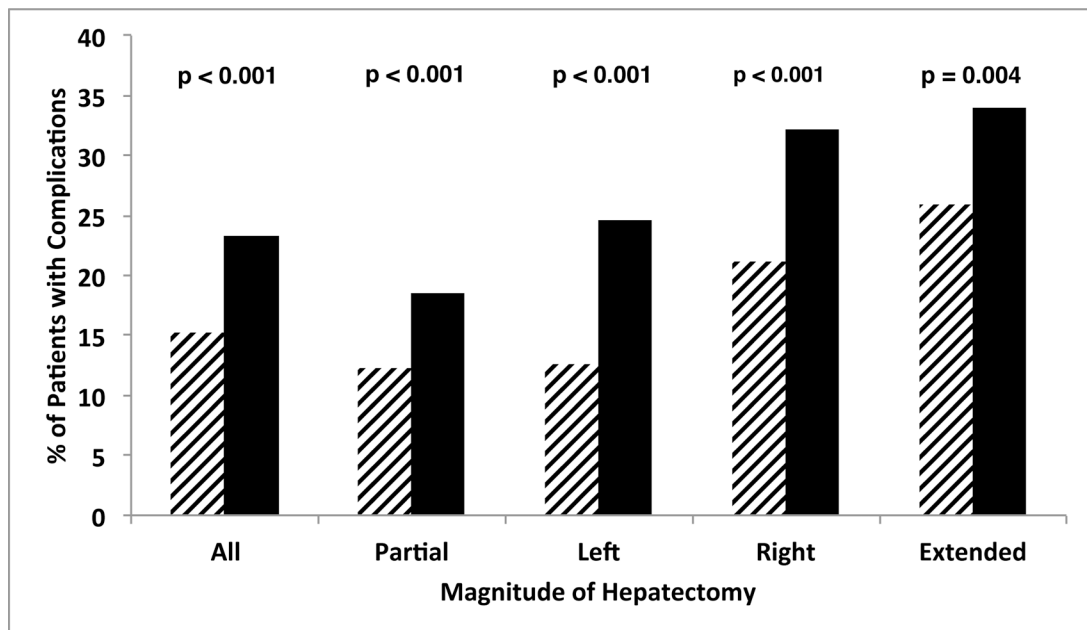 40
35
30
25
20
15
10
5
0
% of Patients with Complications
p < 0.001
p < 0.001
p < 0.001
p < 0.001
p = 0.004
All
Partial
Left
Right
Extended
Magnitude of Hepatectomy